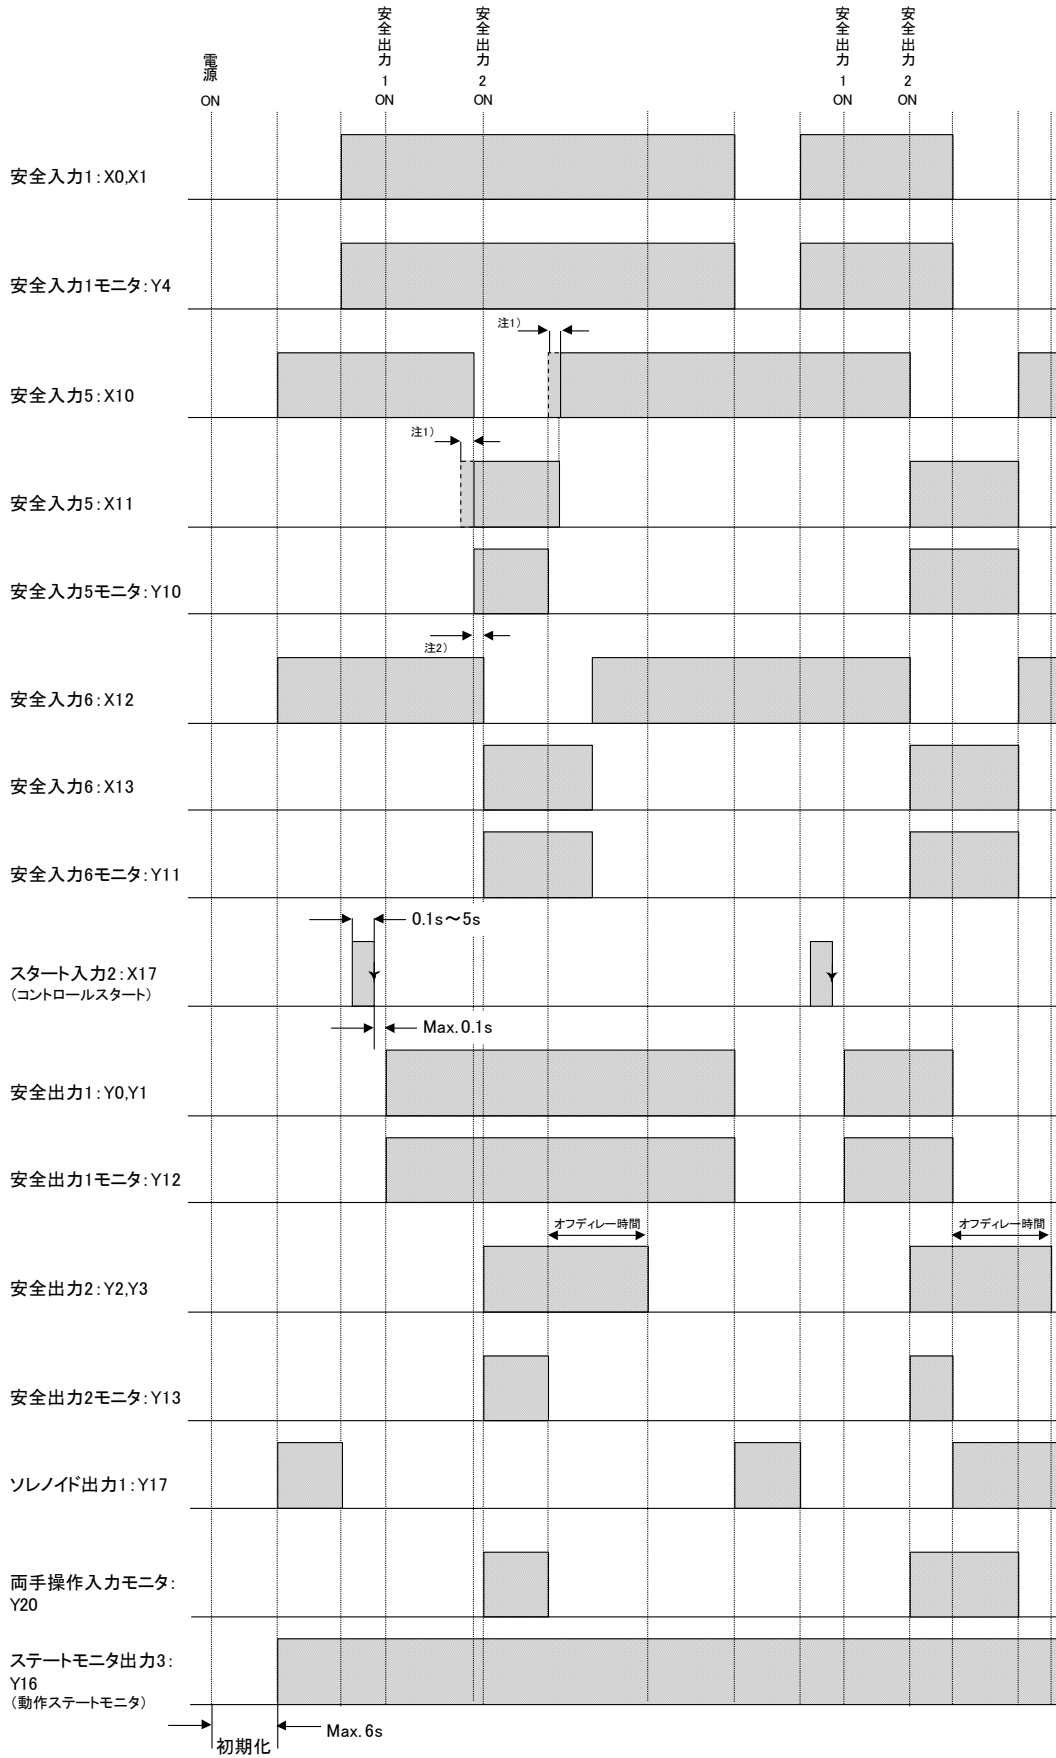 電源
ON
安全出力
1
ON
安全出力
2
ON
安全出力
1
ON
安全出力
2
ON
安全入力1:X0,X1
安全入力1モニタ:Y4
注1)
安全入力5:X10
注1)
安全入力5:X11
安全入力5モニタ:Y10
注2)
安全入力6:X12
安全入力6:X13
安全入力6モニタ:Y11
0.1s～5s
スタート入力2:X17
(コントロールスタート)
Max.0.1s
安全出力1:Y0,Y1
安全出力1モニタ:Y12
オフディレー時間
オフディレー時間
安全出力2:Y2,Y3
安全出力2モニタ:Y13
ソレノイド出力1:Y17
両手操作入力モニタ:
Y20
ステートモニタ出力3:
Y16
(動作ステートモニタ)
Max.6s
初期化